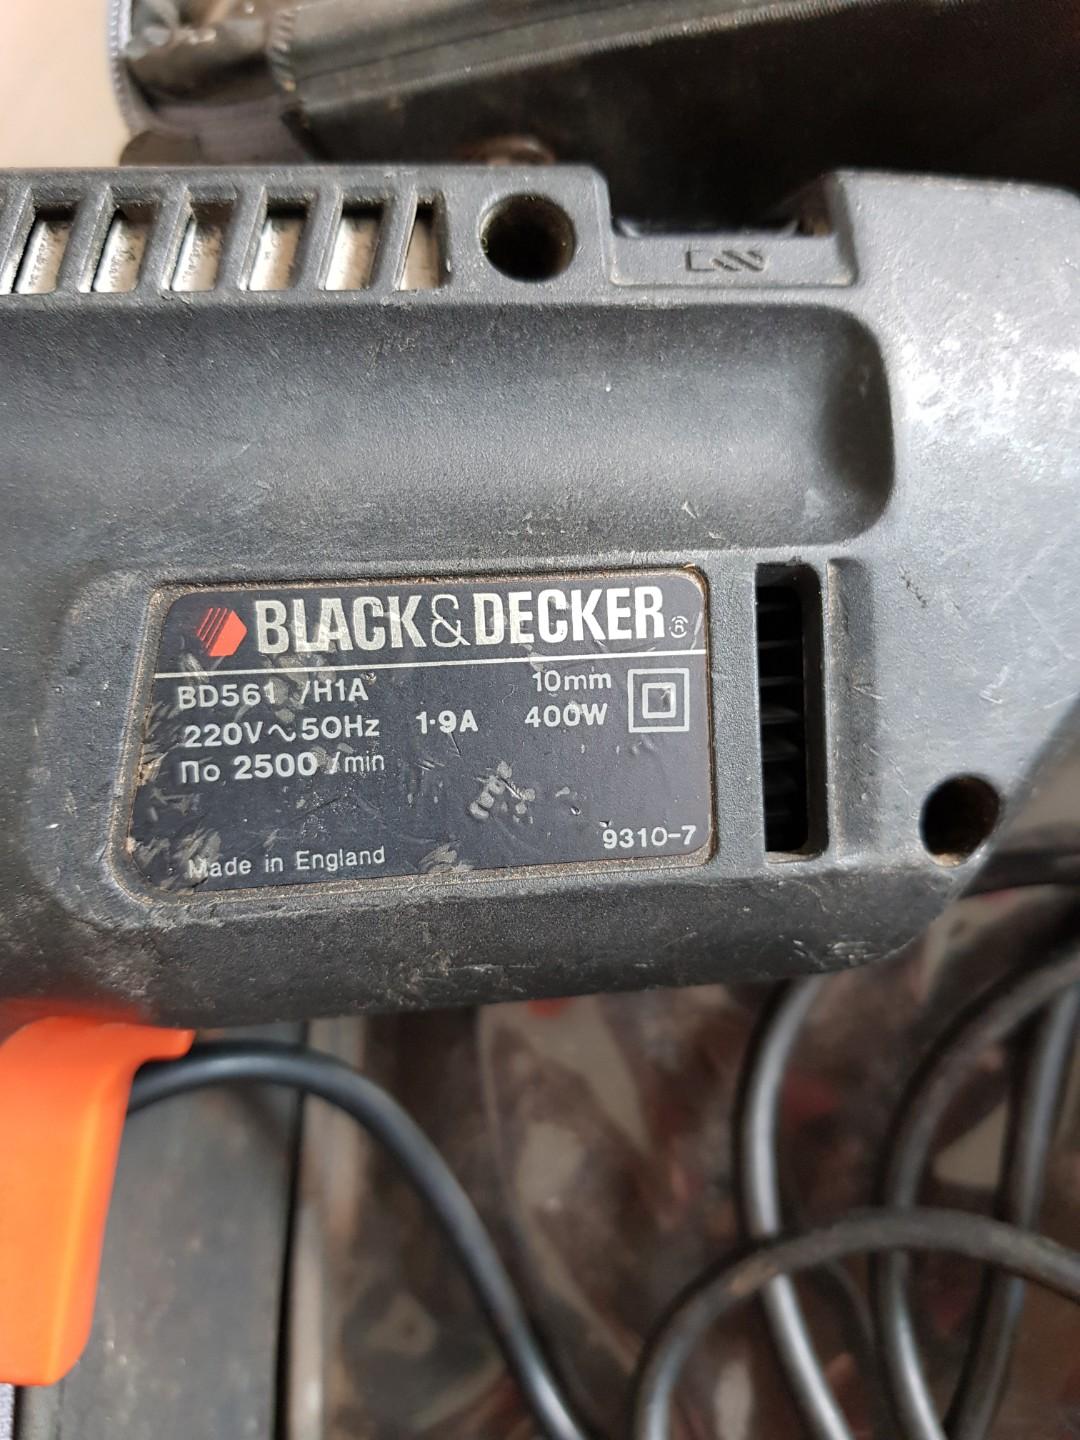 BLACK&DECKER®
BD561 /H1A 10mm
220V~50Hz 1·9A 400W
no 2500 /min
9310-7
Made in England